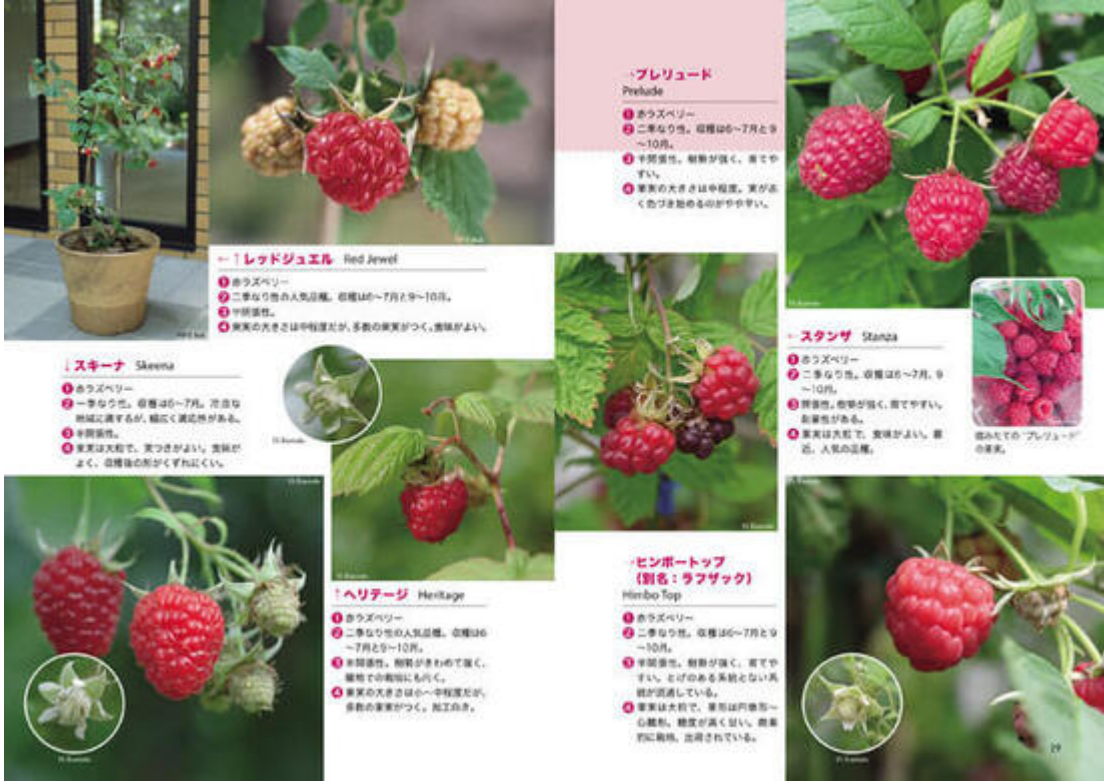 ←↑レッドジュエル Red Jewel
❶赤ラズベリー
❷二季なり性の人気品種。収穫は6〜7月と9〜10月。
❸半開張性。
❹果実の大きさは中程度だが、多数の果実がつく。食味がよい。
↓スキーナ Skeena
❶赤ラズベリー
❷一季なり性。収穫は6〜7月。冷涼な
地域に適するが、幅広く適応性がある。
❸半開張性。
❹果実は大粒で、実つきがよい。食味が
よく、収穫後の形がくずれにくい。
↑ヘリテージ Heritage
❶赤ラズベリー
❷二季なり性の人気品種。収穫は6
〜7月と9〜10月。
❸半開張性。樹勢がきわめて強く、
暖地での栽培にも向く。
❹果実の大きさは小〜中程度だが、
多数の果実がつく。加工向き。
→プレリュード
Prelude
❶赤ラズベリー
❷二季なり性。収穫は6〜7月と9
〜10月。
❸半開張性。樹勢が強く、育てや
すい。
❹果実の大きさは中程度。実が赤
く色づき始めるのがやや早い。
←スタンザ Stanza
❶赤ラズベリー
❷二季なり性。収穫は6〜7月、9
〜10月。
❸開張性。樹勢が強く、育てやすい。
耐暑性がある。
❹果実は大粒で、食味がよい。最
近、人気の品種。
摘みたての“プレリュード”
の果実。
→ヒンボートップ
(別名:ラフザック)
Himbo Top
❶赤ラズベリー
❷二季なり性。収穫は6〜7月と9
〜10月。
❸半開張性。樹勢が強く、育てや
すい。とげのある系統とない系
統が流通している。
❹果実は大粒で、果形は円錐形〜
心臓形。糖度が高く甘い。商業
的に栽培、出荷されている。
19